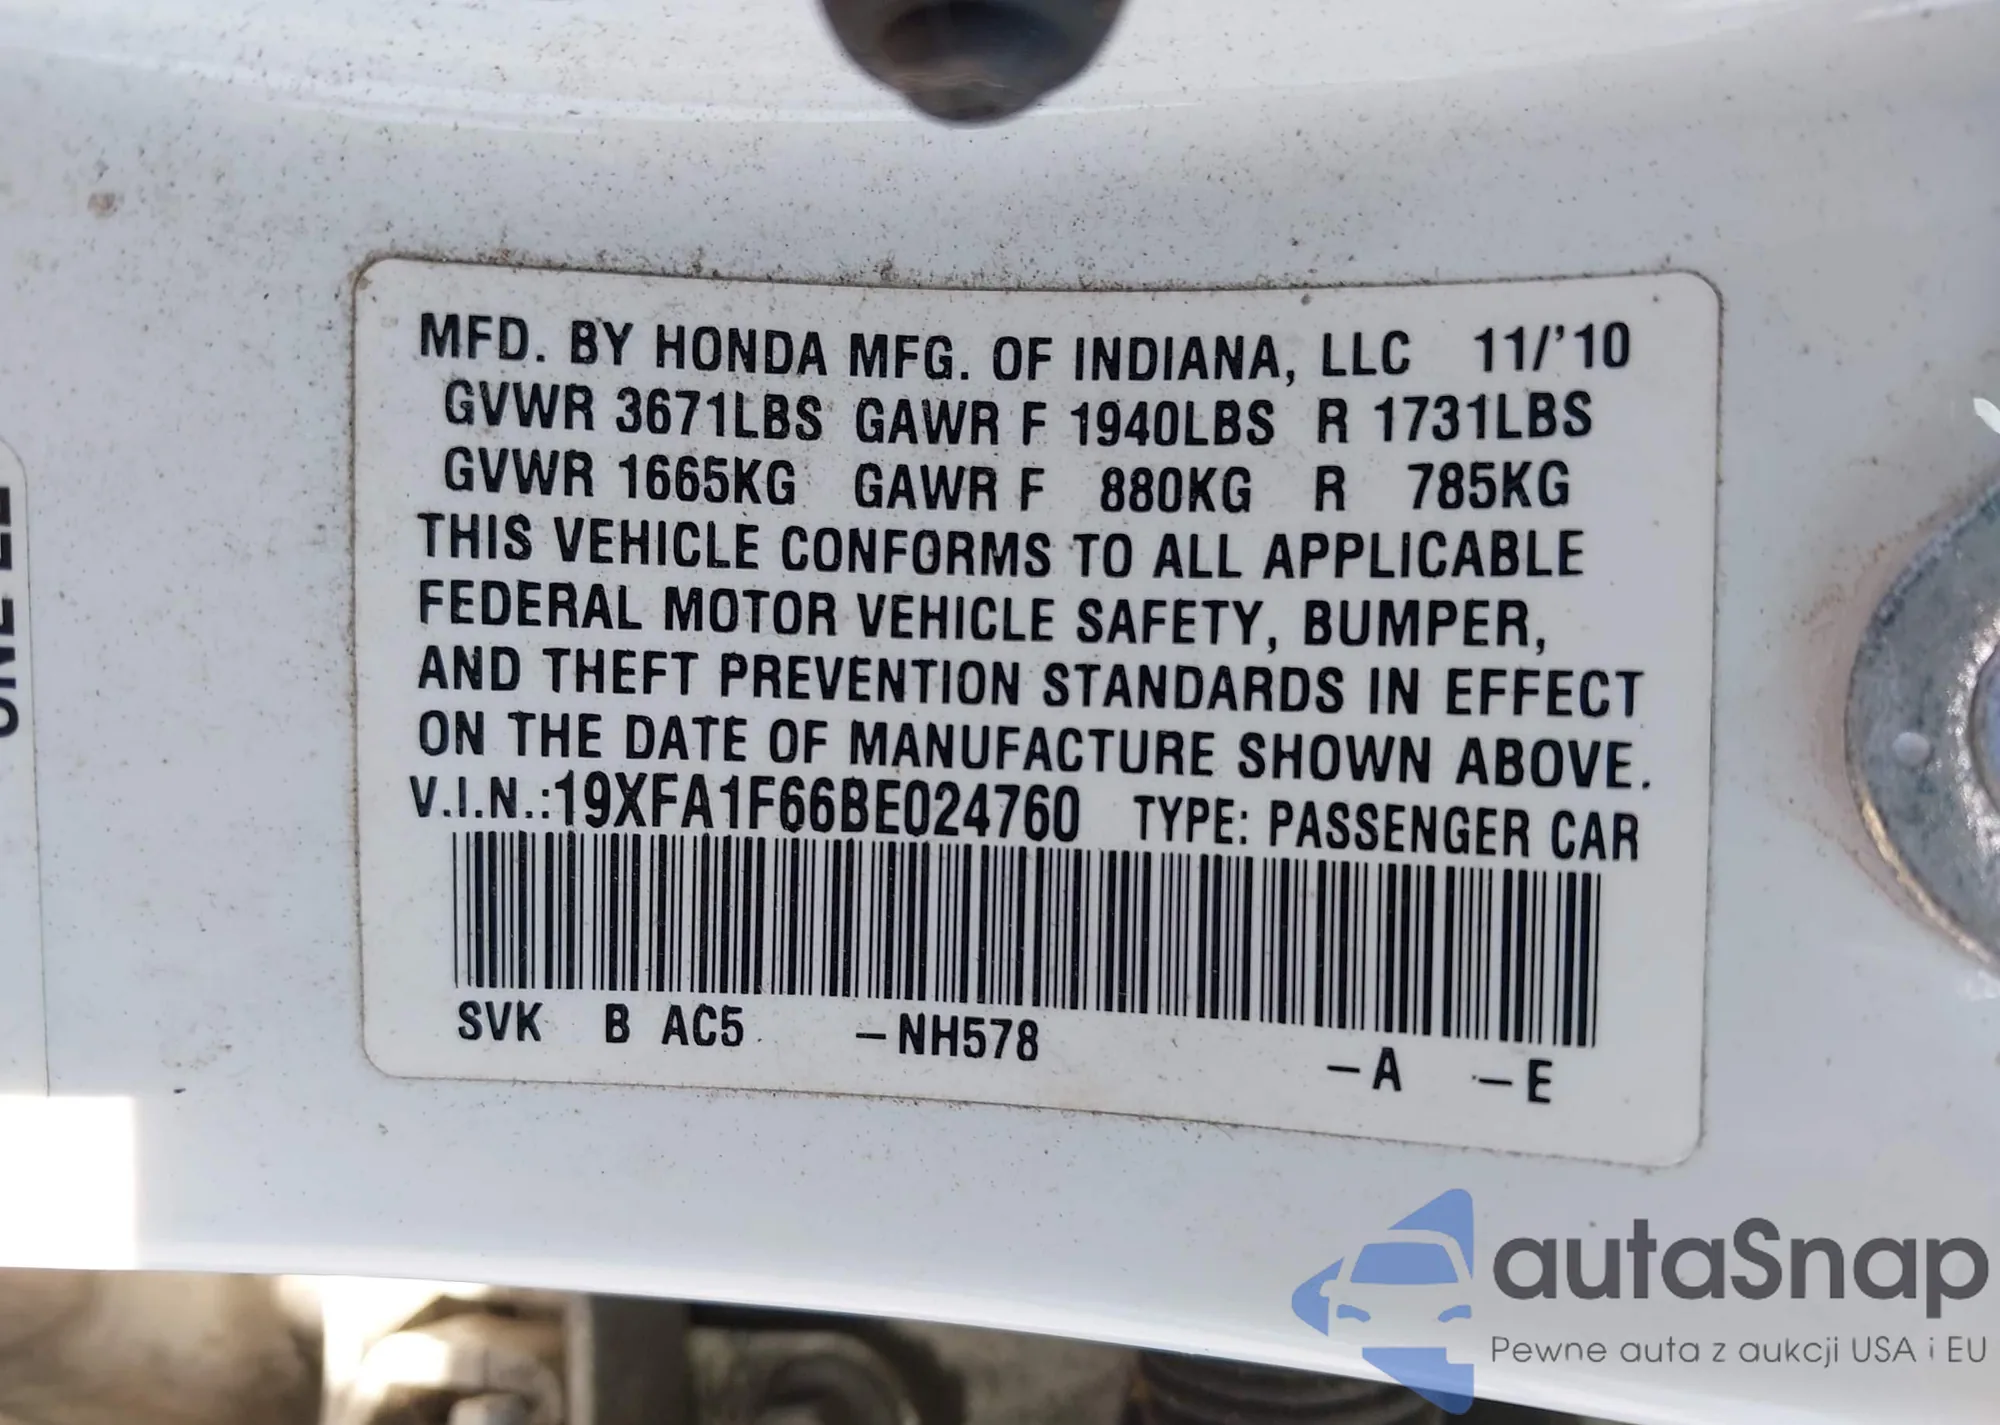 MFD. BY HONDA MFG. OF INDIANA, LLC 11/'10
GVWR 3671LBS GAWR F 1940LBS R 1731LBS
GVWR 1665KG GAWR F 880KG R 785KG
THIS VEHICLE CONFORMS TO ALL APPLICABLE
FEDERAL MOTOR VEHICLE SAFETY, BUMPER,
AND THEFT PREVENTION STANDARDS IN EFFECT
ON THE DATE OF MANUFACTURE SHOWN ABOVE.
V.I.N.:19XFA1F66BE024760 TYPE: PASSENGER CAR
SVK B AC5 -NH578 -A -E
autaSnap
Pewne auta z aukcji USA i EU